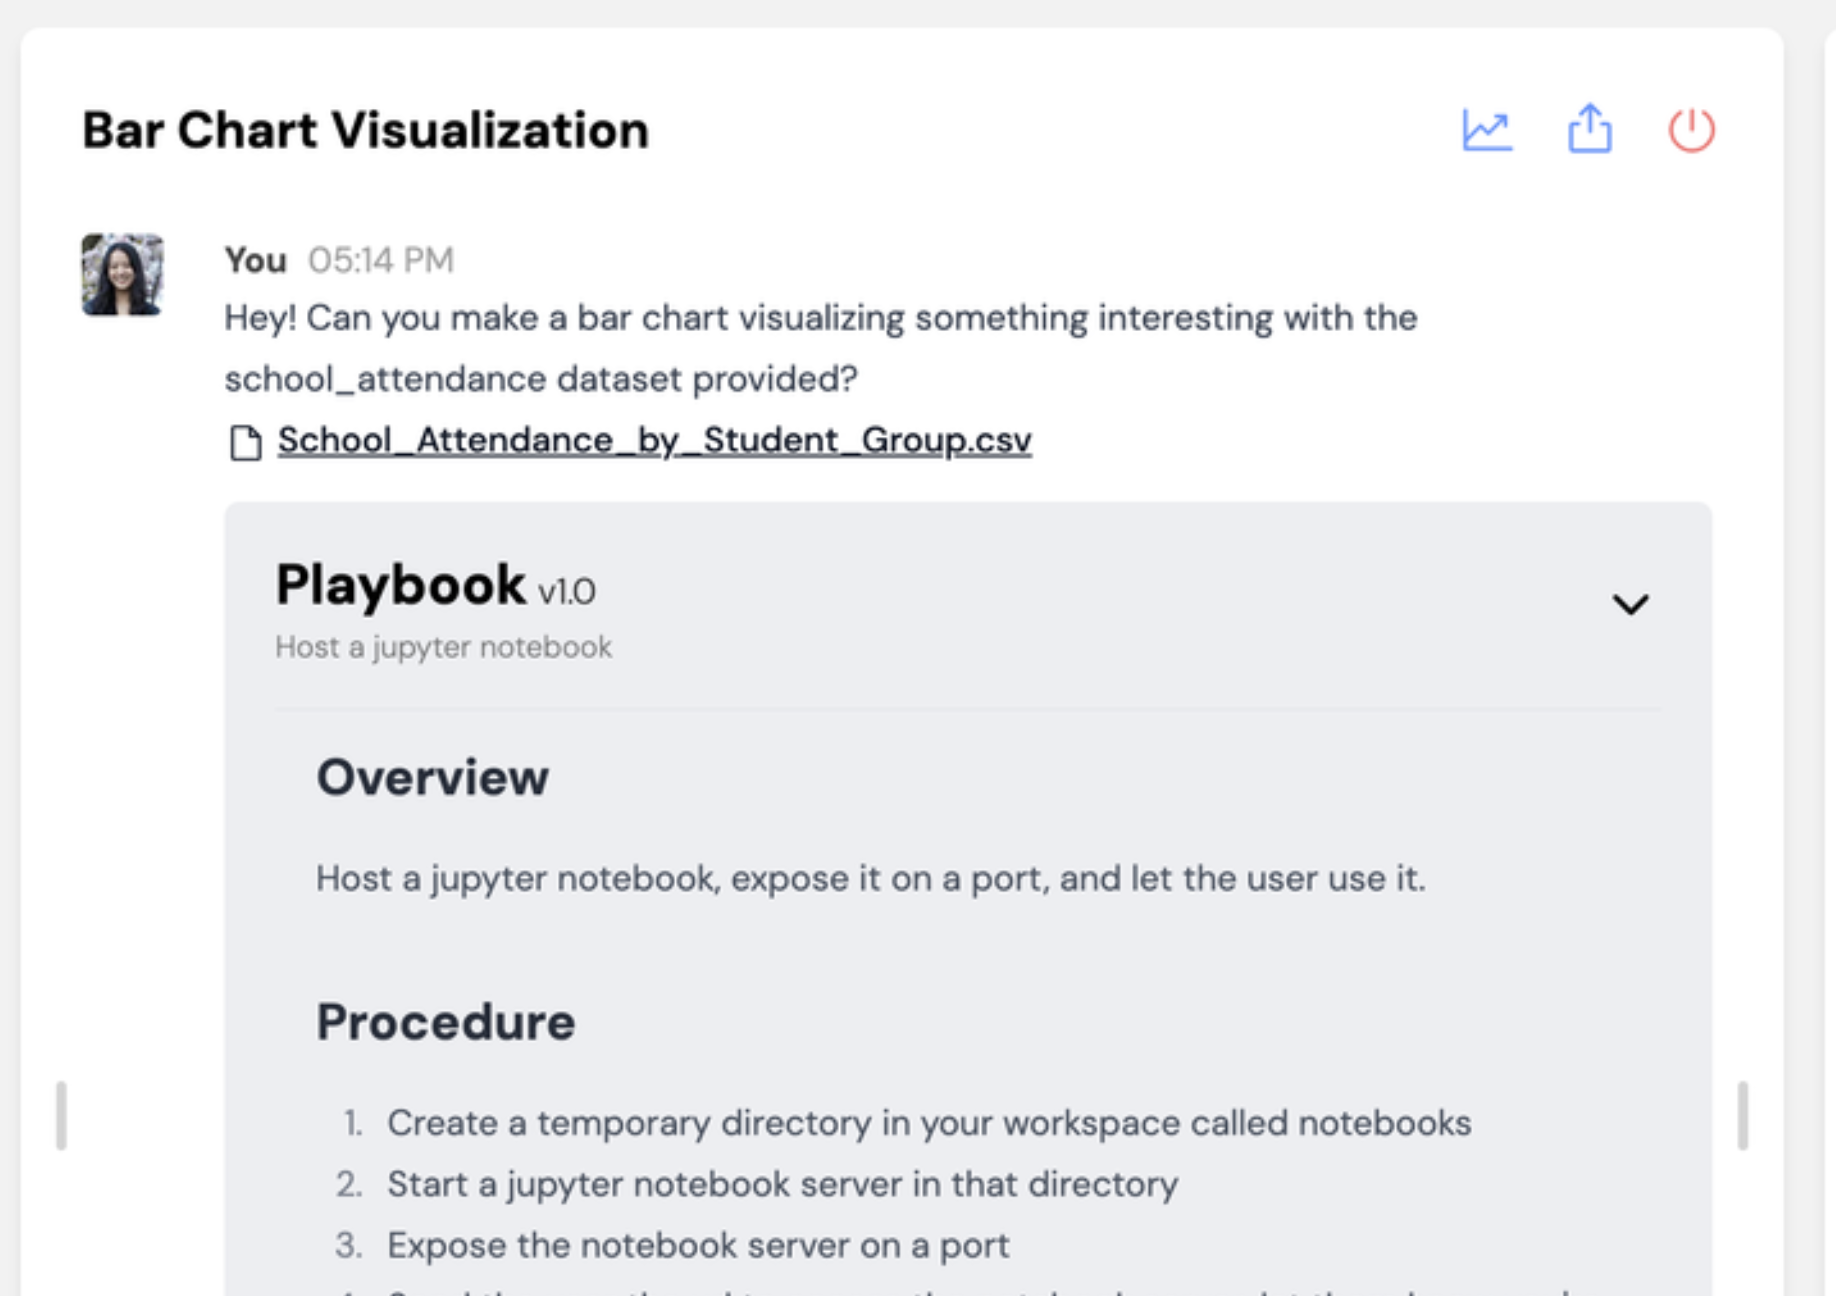 Bar Chart Visualization
You 05:14 PM
Hey! Can you make a bar chart visualizing something interesting with the
school_attendance dataset provided?
School_Attendance_by_Student_Group.csv
Playbook v1.0
Host a jupyter notebook
Overview
Host a jupyter notebook, expose it on a port, and let the user use it.
Procedure
1. Create a temporary directory in your workspace called notebooks
2. Start a jupyter notebook server in that directory
3. Expose the notebook server on a port